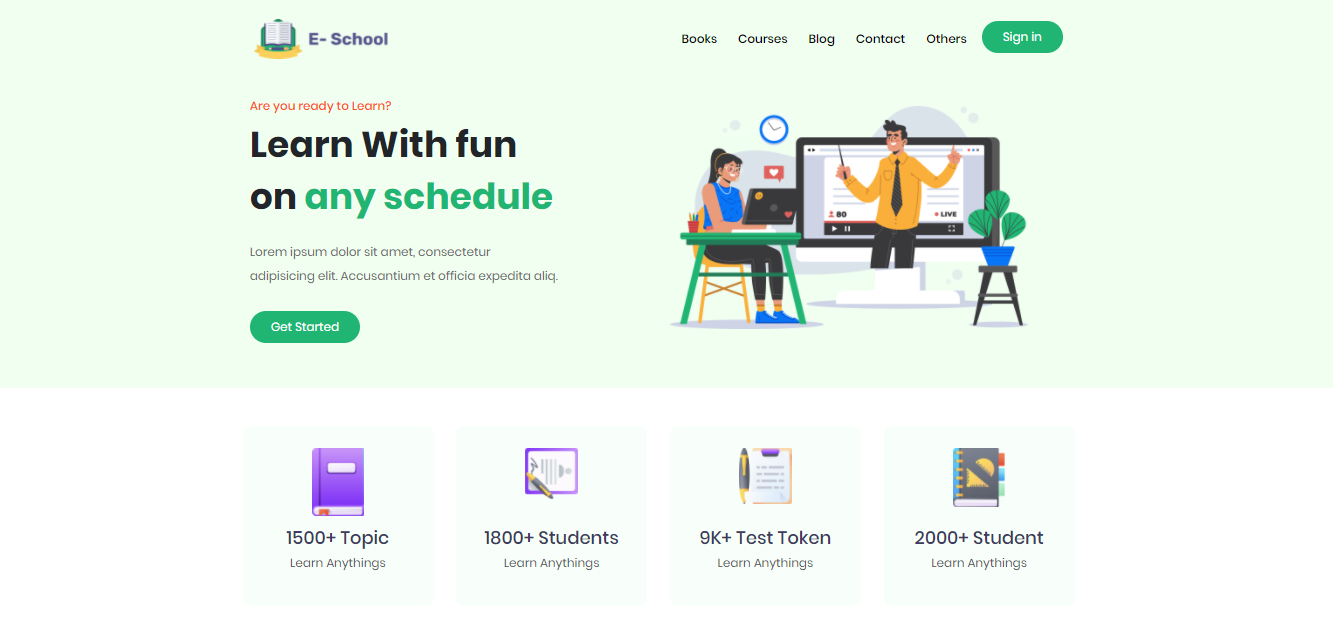 E- School
Books Courses Blog Contact Others Sign in
Are you ready to Learn?
Learn With fun
on any schedule
Lorem ipsum dolor sit amet, consectetur
adipisicing elit. Accusantium et officia expedita aliq.
Get Started
80 LIVE
1500+ Topic
Learn Anythings
1800+ Students
Learn Anythings
9K+ Test Token
Learn Anythings
2000+ Student
Learn Anythings